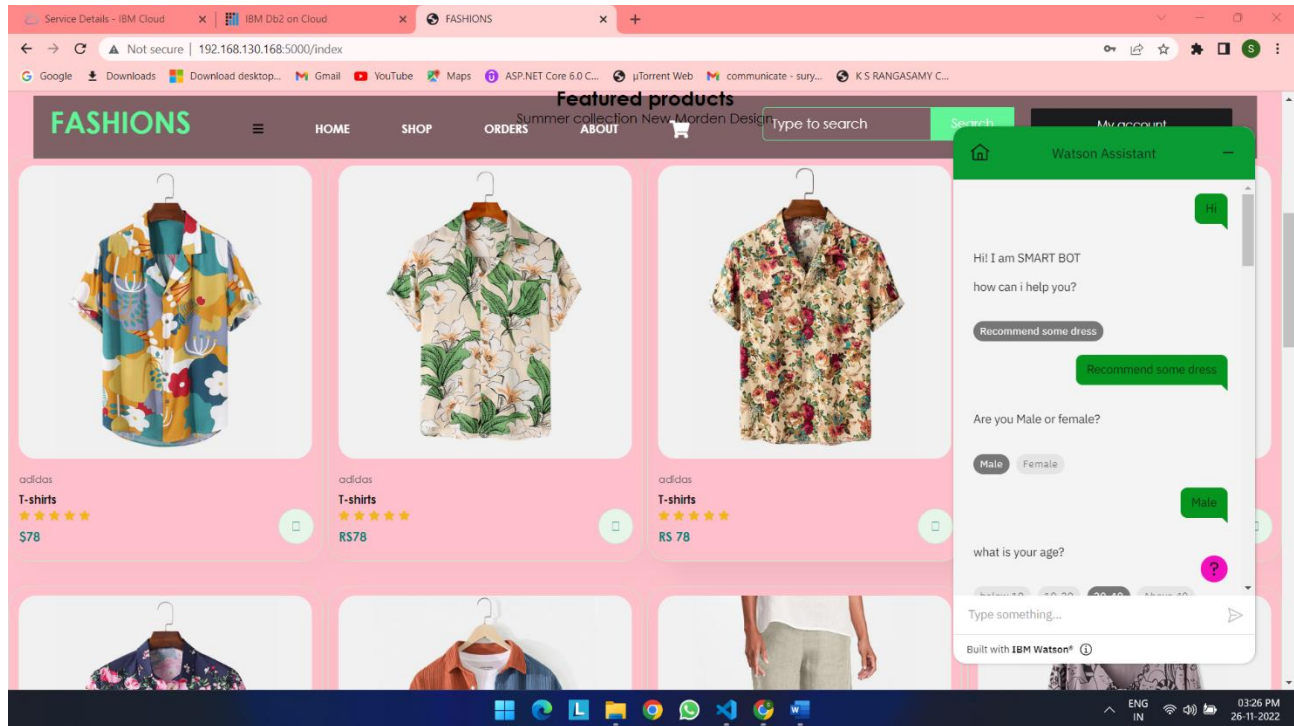 Service Details - IBM Cloud
IBM Db2 on Cloud
FASHIONS
Not secure | 192.168.130.168:5000/index
S
Google
Downloads
Download desktop...
Gmail
YouTube
Maps
ASP.NET Core 6.0 C...
µTorrent Web
communicate - sury...
K S RANGASAMY C...
Featured products
Summer collection New Morden Design
FASHIONS
HOME
SHOP
ORDERS
ABOUT
Type to search
Search
My account
adidas
T-shirts
$78
adidas
T-shirts
RS78
adidas
T-shirts
RS 78
Watson Assistant
Hi
Hi! I am SMART BOT
how can i help you?
Recommend some dress
Recommend some dress
Are you Male or female?
Male
Female
Male
what is your age?
?
Type something...
Built with IBM Watson®
ENG
IN
03:26 PM
26-11-2022